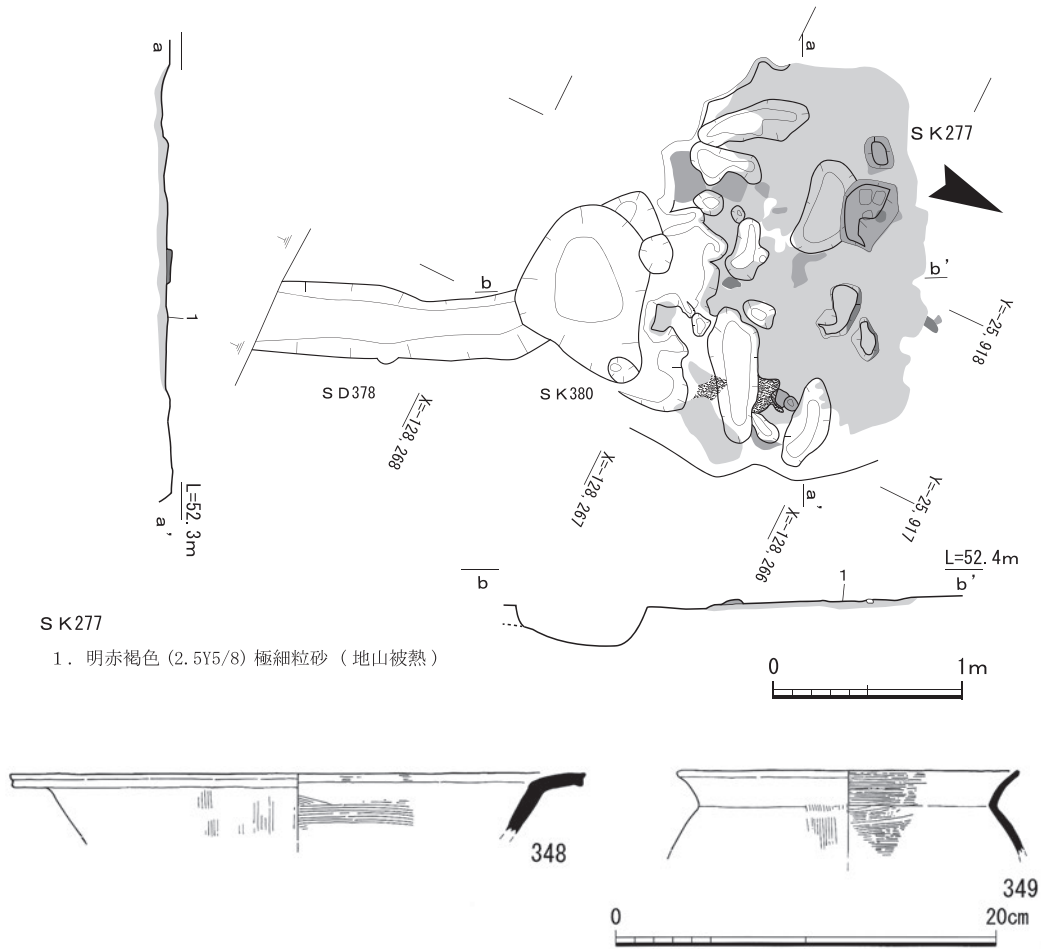 a
a
SK277
b
b'
1
Y=-25,918
SD378
SK380
X=-128,268
X=-128,267
a'
X=-128,266
Y=-25,917
L=52.3m
a'
L=52.4m
b
1
b'
SK277
1. 明赤褐色 (2.5Y5/8) 極細粒砂 ( 地山被熱 )
0 1m
348
349
0 20cm